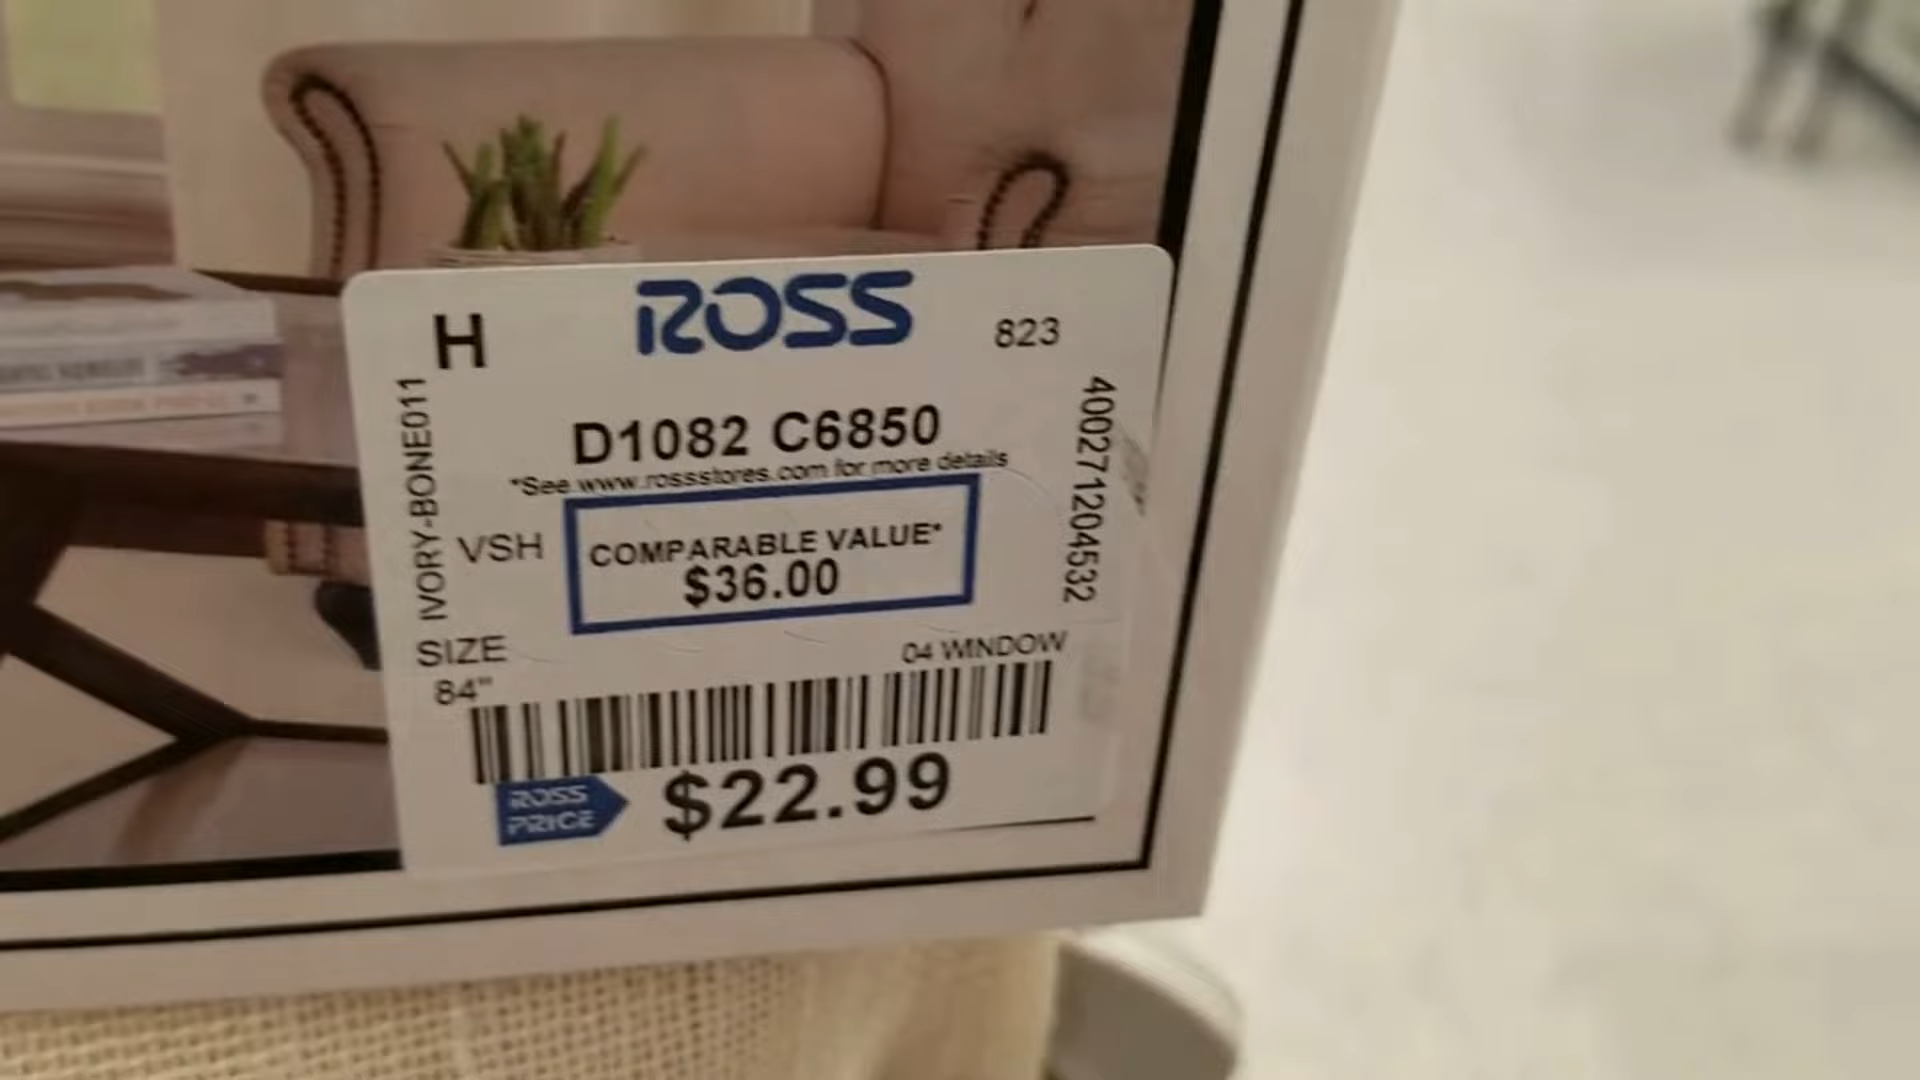 H
ROSS
823
D1082 C6850
*See www.rossstores.com for more details
IVORY-BONE011
VSH
COMPARABLE VALUE*
$36.00
400271204532
SIZE
84"
04 WINDOW
ROSS
PRICE
$22.99